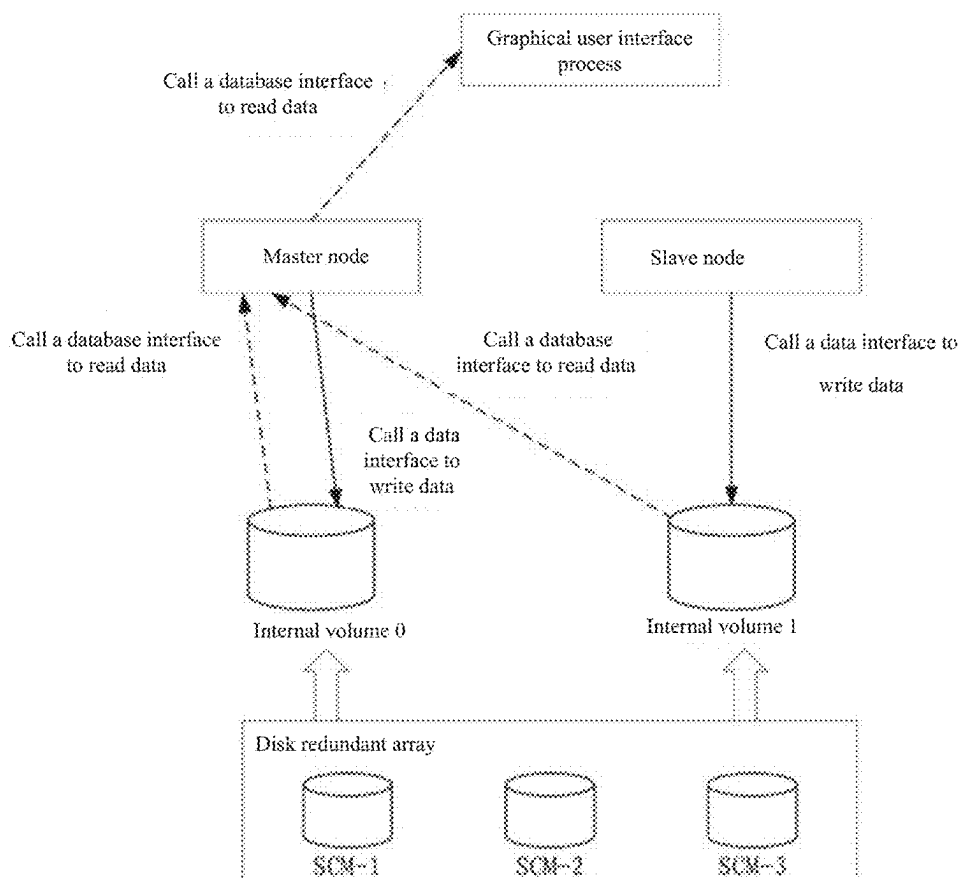 Graphical user interface
process
Call a database interface
to read data
Master node
Slave node
Call a database interface
to read data
Call a database
interface to read data
Call a data interface to
write data
Call a data
interface to
write data
Internal volume 0
Internal volume 1
Disk redundant array
SCM-1
SCM-2
SCM-3